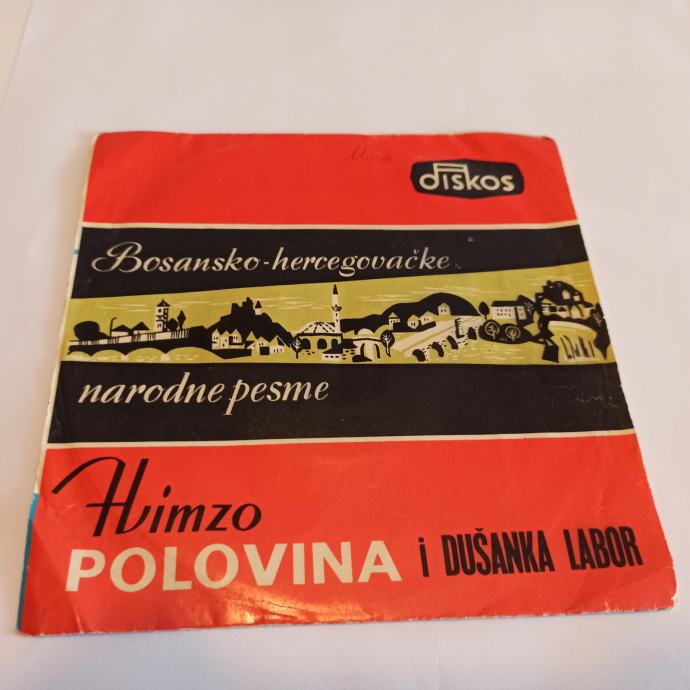 Diskos
Bosansko-hercegovačke
narodne pesme
Himzo
POLOVINA i DUŠANKA LABOR